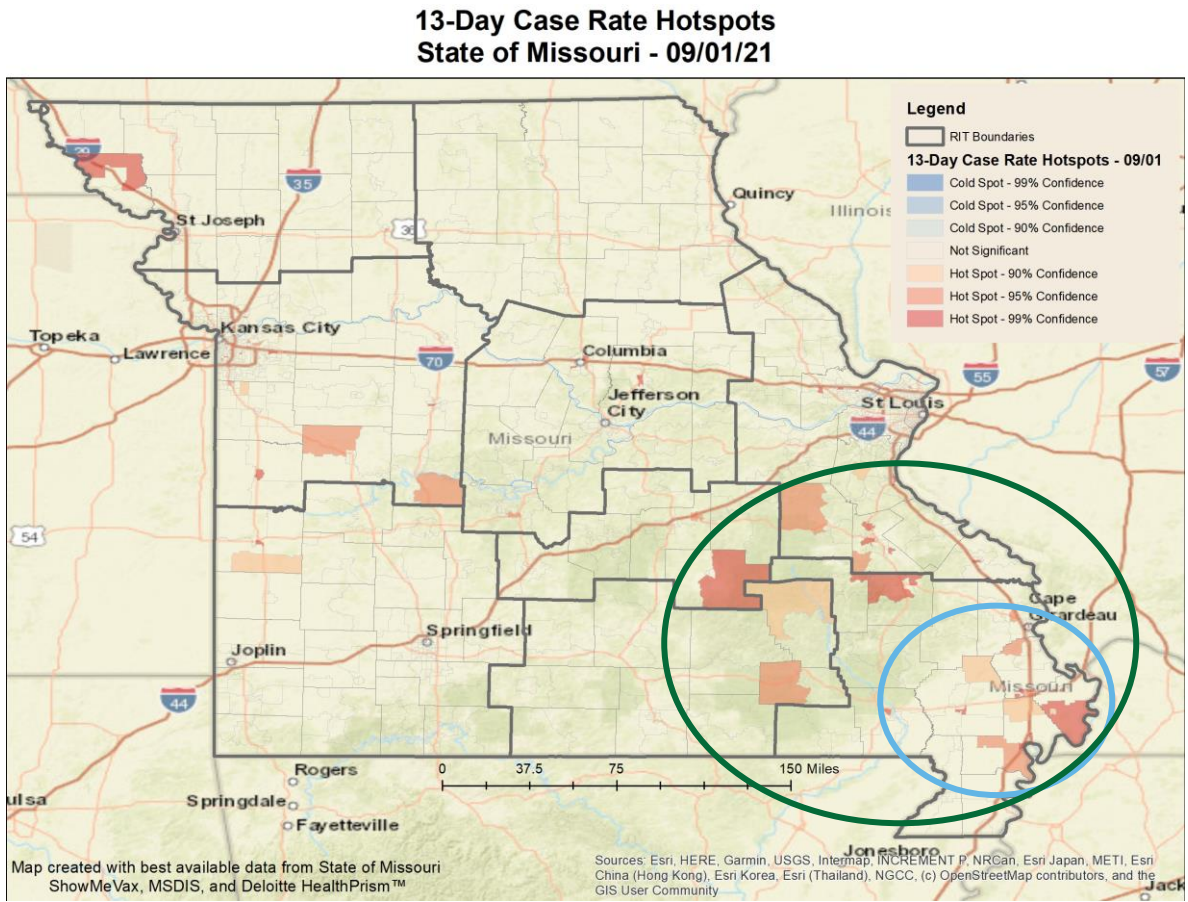 13-Day Case Rate Hotspots
State of Missouri - 09/01/21
Legend
RIT Boundaries
13-Day Case Rate Hotspots - 09/01
Cold Spot - 99% Confidence
Cold Spot - 95% Confidence
Cold Spot - 90% Confidence
Not Significant
Hot Spot - 90% Confidence
Hot Spot - 95% Confidence
Hot Spot - 99% Confidence
29
35
St Joseph
36
Quincy
Illinois
Topeka
Lawrence
Kansas City
70
Columbia
Jefferson
City
Missouri
55
57
St Louis
44
54
Cape
Girardeau
Springfield
Joplin
Missouri
44
0 37.5 75 150 Miles
Rogers
ulsa
Springdale
Fayetteville
Jonesboro
Jack
Map created with best available data from State of Missouri
ShowMeVax, MSDIS, and Deloitte HealthPrism™
Sources: Esri, HERE, Garmin, USGS, Intermap, INCREMENT P, NRCan, Esri Japan, METI, Esri
China (Hong Kong), Esri Korea, Esri (Thailand), NGCC, (c) OpenStreetMap contributors, and the
GIS User Community